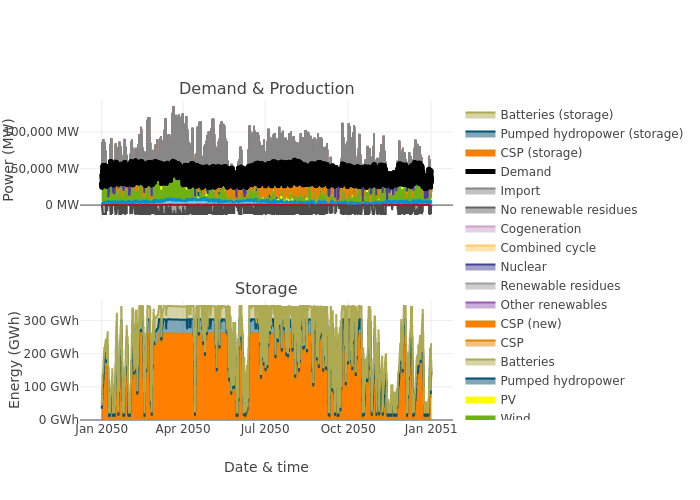 Demand & Production
Power (MW)
50,000 MW
0 MW
Storage
Energy (GWh)
300 GWh
200 GWh
100 GWh
0 GWh
Jan 2050
Apr 2050
Jul 2050
Oct 2050
Jan 2051
Date & time
Batteries (storage)
Pumped hydropower (storage)
CSP (storage)
Demand
Import
No renewable residues
Cogeneration
Combined cycle
Nuclear
Renewable residues
Other renewables
CSP (new)
CSP
Batteries
Pumped hydropower
PV
Wind